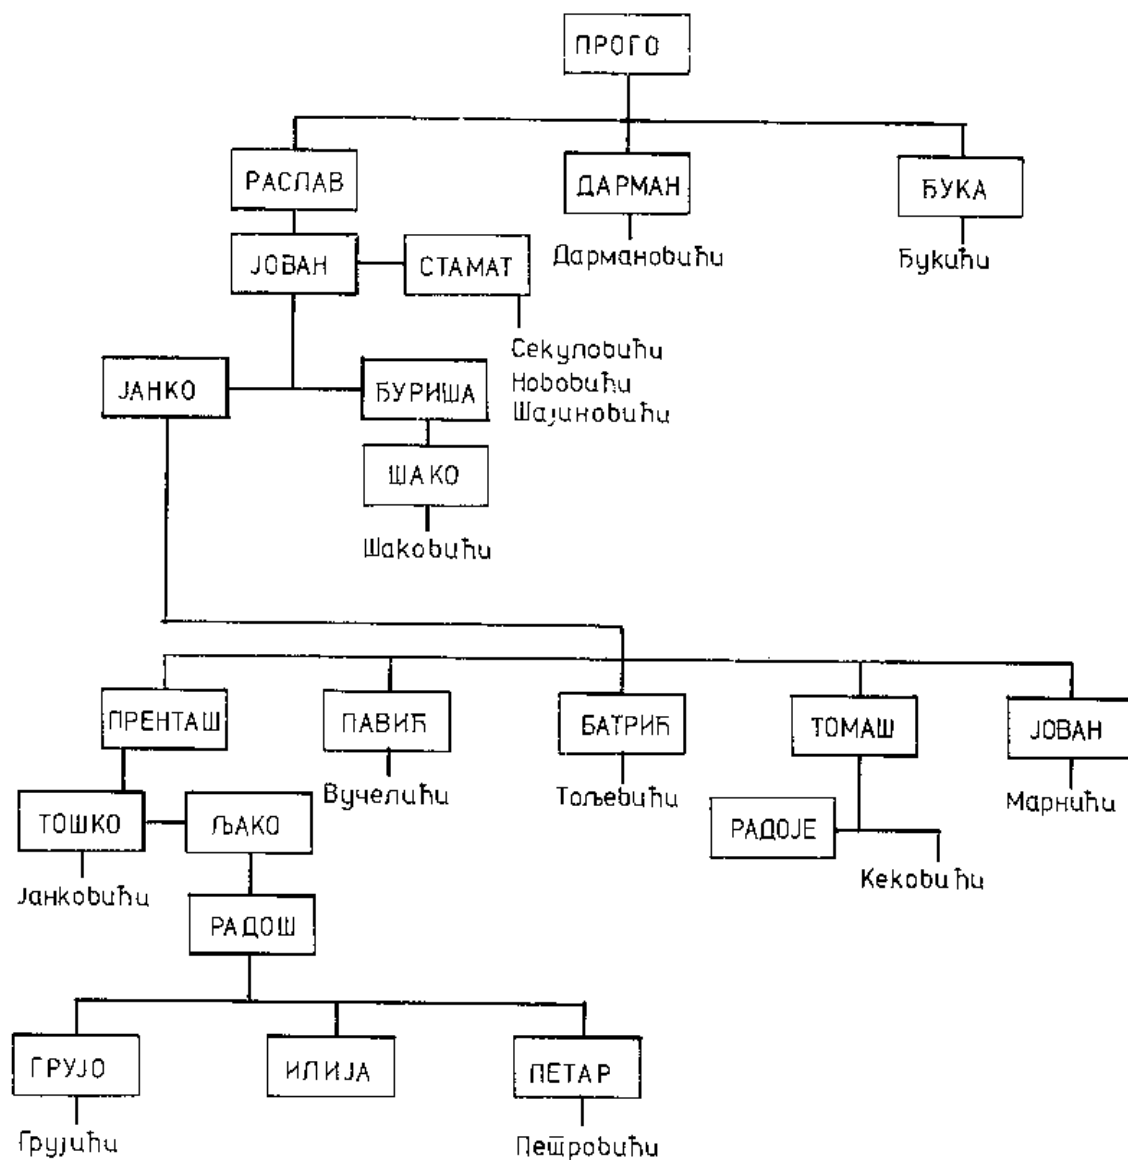 ПРОГО
РАСЛАВ
ДАРМАН
ЂУКА
ЈОВАН
СТАМАТ
Дармановићи
Ђукићи
Секуловићи
Нововићи
Шајиновићи
ЈАНКО
ЂУРИША
ШАКО
Шаковићи
ПРЕНТАШ
ПАВИЋ
БАТРИЋ
ТОМАШ
ЈОВАН
Вучелићи
Тољевићи
Марнићи
ТОШКО
ЉАКО
РАДОЈЕ
Јанковићи
Кековићи
РАДОШ
ГРУЈО
ИЛИЈА
ПЕТАР
Грујићи
Петровићи